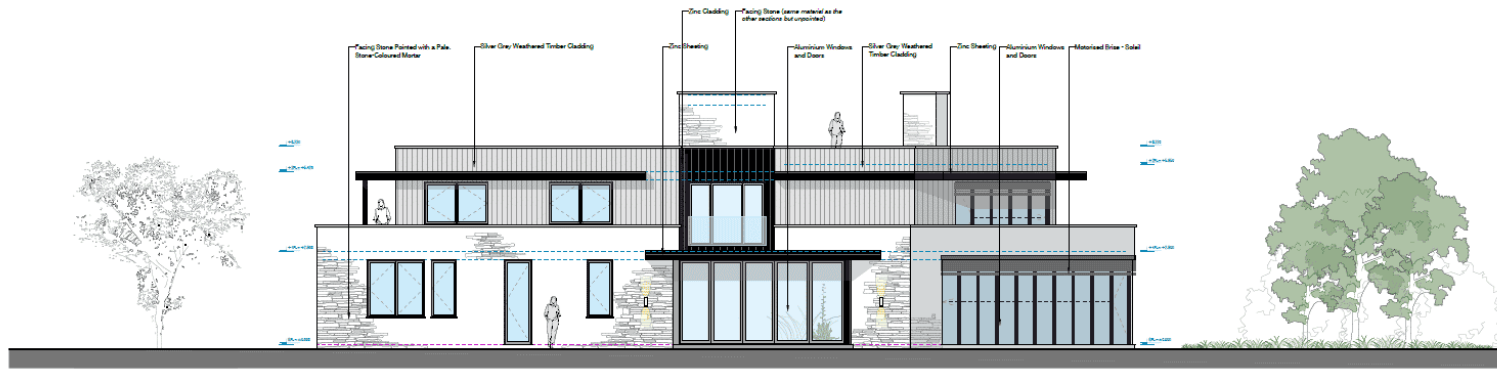 Zinc Cladding
Facing Stone (same material as the
other sections but unpointed)
Facing Stone Pointed with a Pale,
Stone-Coloured Mortar
Silver Grey Weathered Timber Cladding
Zinc Sheeting
Aluminium Windows
and Doors
Silver Grey Weathered
Timber Cladding
Zinc Sheeting
Aluminium Windows
and Doors
Motorised Brise - Soleil